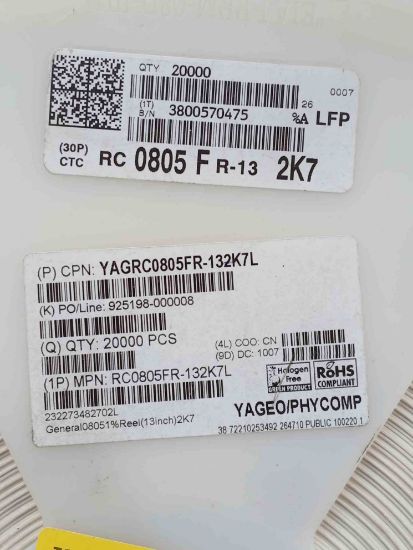 QTY 20000
0007
(1T)
B/N 3800570475
26
%A LFP
(30P)
CTC RC 0805 F R-13 2K7
(P) CPN: YAGRC0805FR-132K7L
(K) PO/Line: 925198-000008
(Q) QTY: 20000 PCS
(4L) COO: CN
(9D) DC: 1007
(1P) MPN: RC0805FR-132K7L
Halogen
Free
GREEN PRODUCT
RoHS
COMPLIANT
232273482702L
General08051%Reel(13inch)2K7
YAGEO/PHYCOMP
38 72210253492 264710 PUBLIC 100220 1